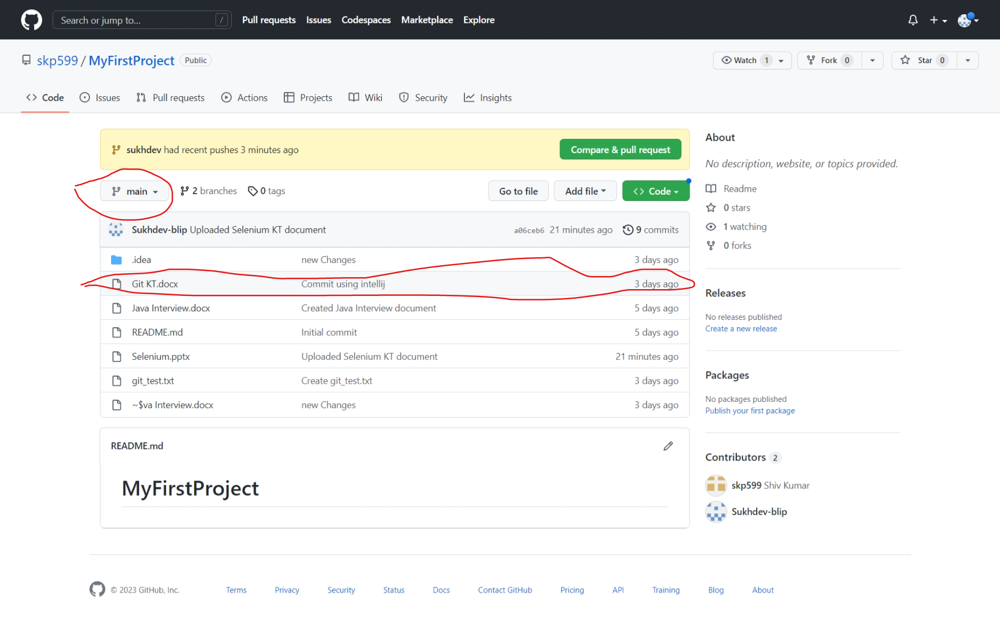 Search or jump to... /
Pull requests Issues Codespaces Marketplace Explore
skp599 / MyFirstProject Public
Watch 1 Fork 0 Star 0
Code Issues Pull requests Actions Projects Wiki Security Insights
sukhdev had recent pushes 3 minutes ago Compare & pull request
main 2 branches 0 tags Go to file Add file Code
Sukhdev-blip Uploaded Selenium KT document a06ceb6 21 minutes ago 9 commits
.idea new Changes 3 days ago
Git KT.docx Commit using intellij 3 days ago
Java Interview.docx Created Java Interview document 5 days ago
README.md Initial commit 5 days ago
Selenium.pptx Uploaded Selenium KT document 21 minutes ago
git_test.txt Create git_test.txt 3 days ago
~$va Interview.docx new Changes 3 days ago
README.md
MyFirstProject
About
No description, website, or topics provided.
Readme
0 stars
1 watching
0 forks
Releases
No releases published
Create a new release
Packages
No packages published
Publish your first package
Contributors 2
skp599 Shiv Kumar
Sukhdev-blip
© 2023 GitHub, Inc. Terms Privacy Security Status Docs Contact GitHub Pricing API Training Blog About